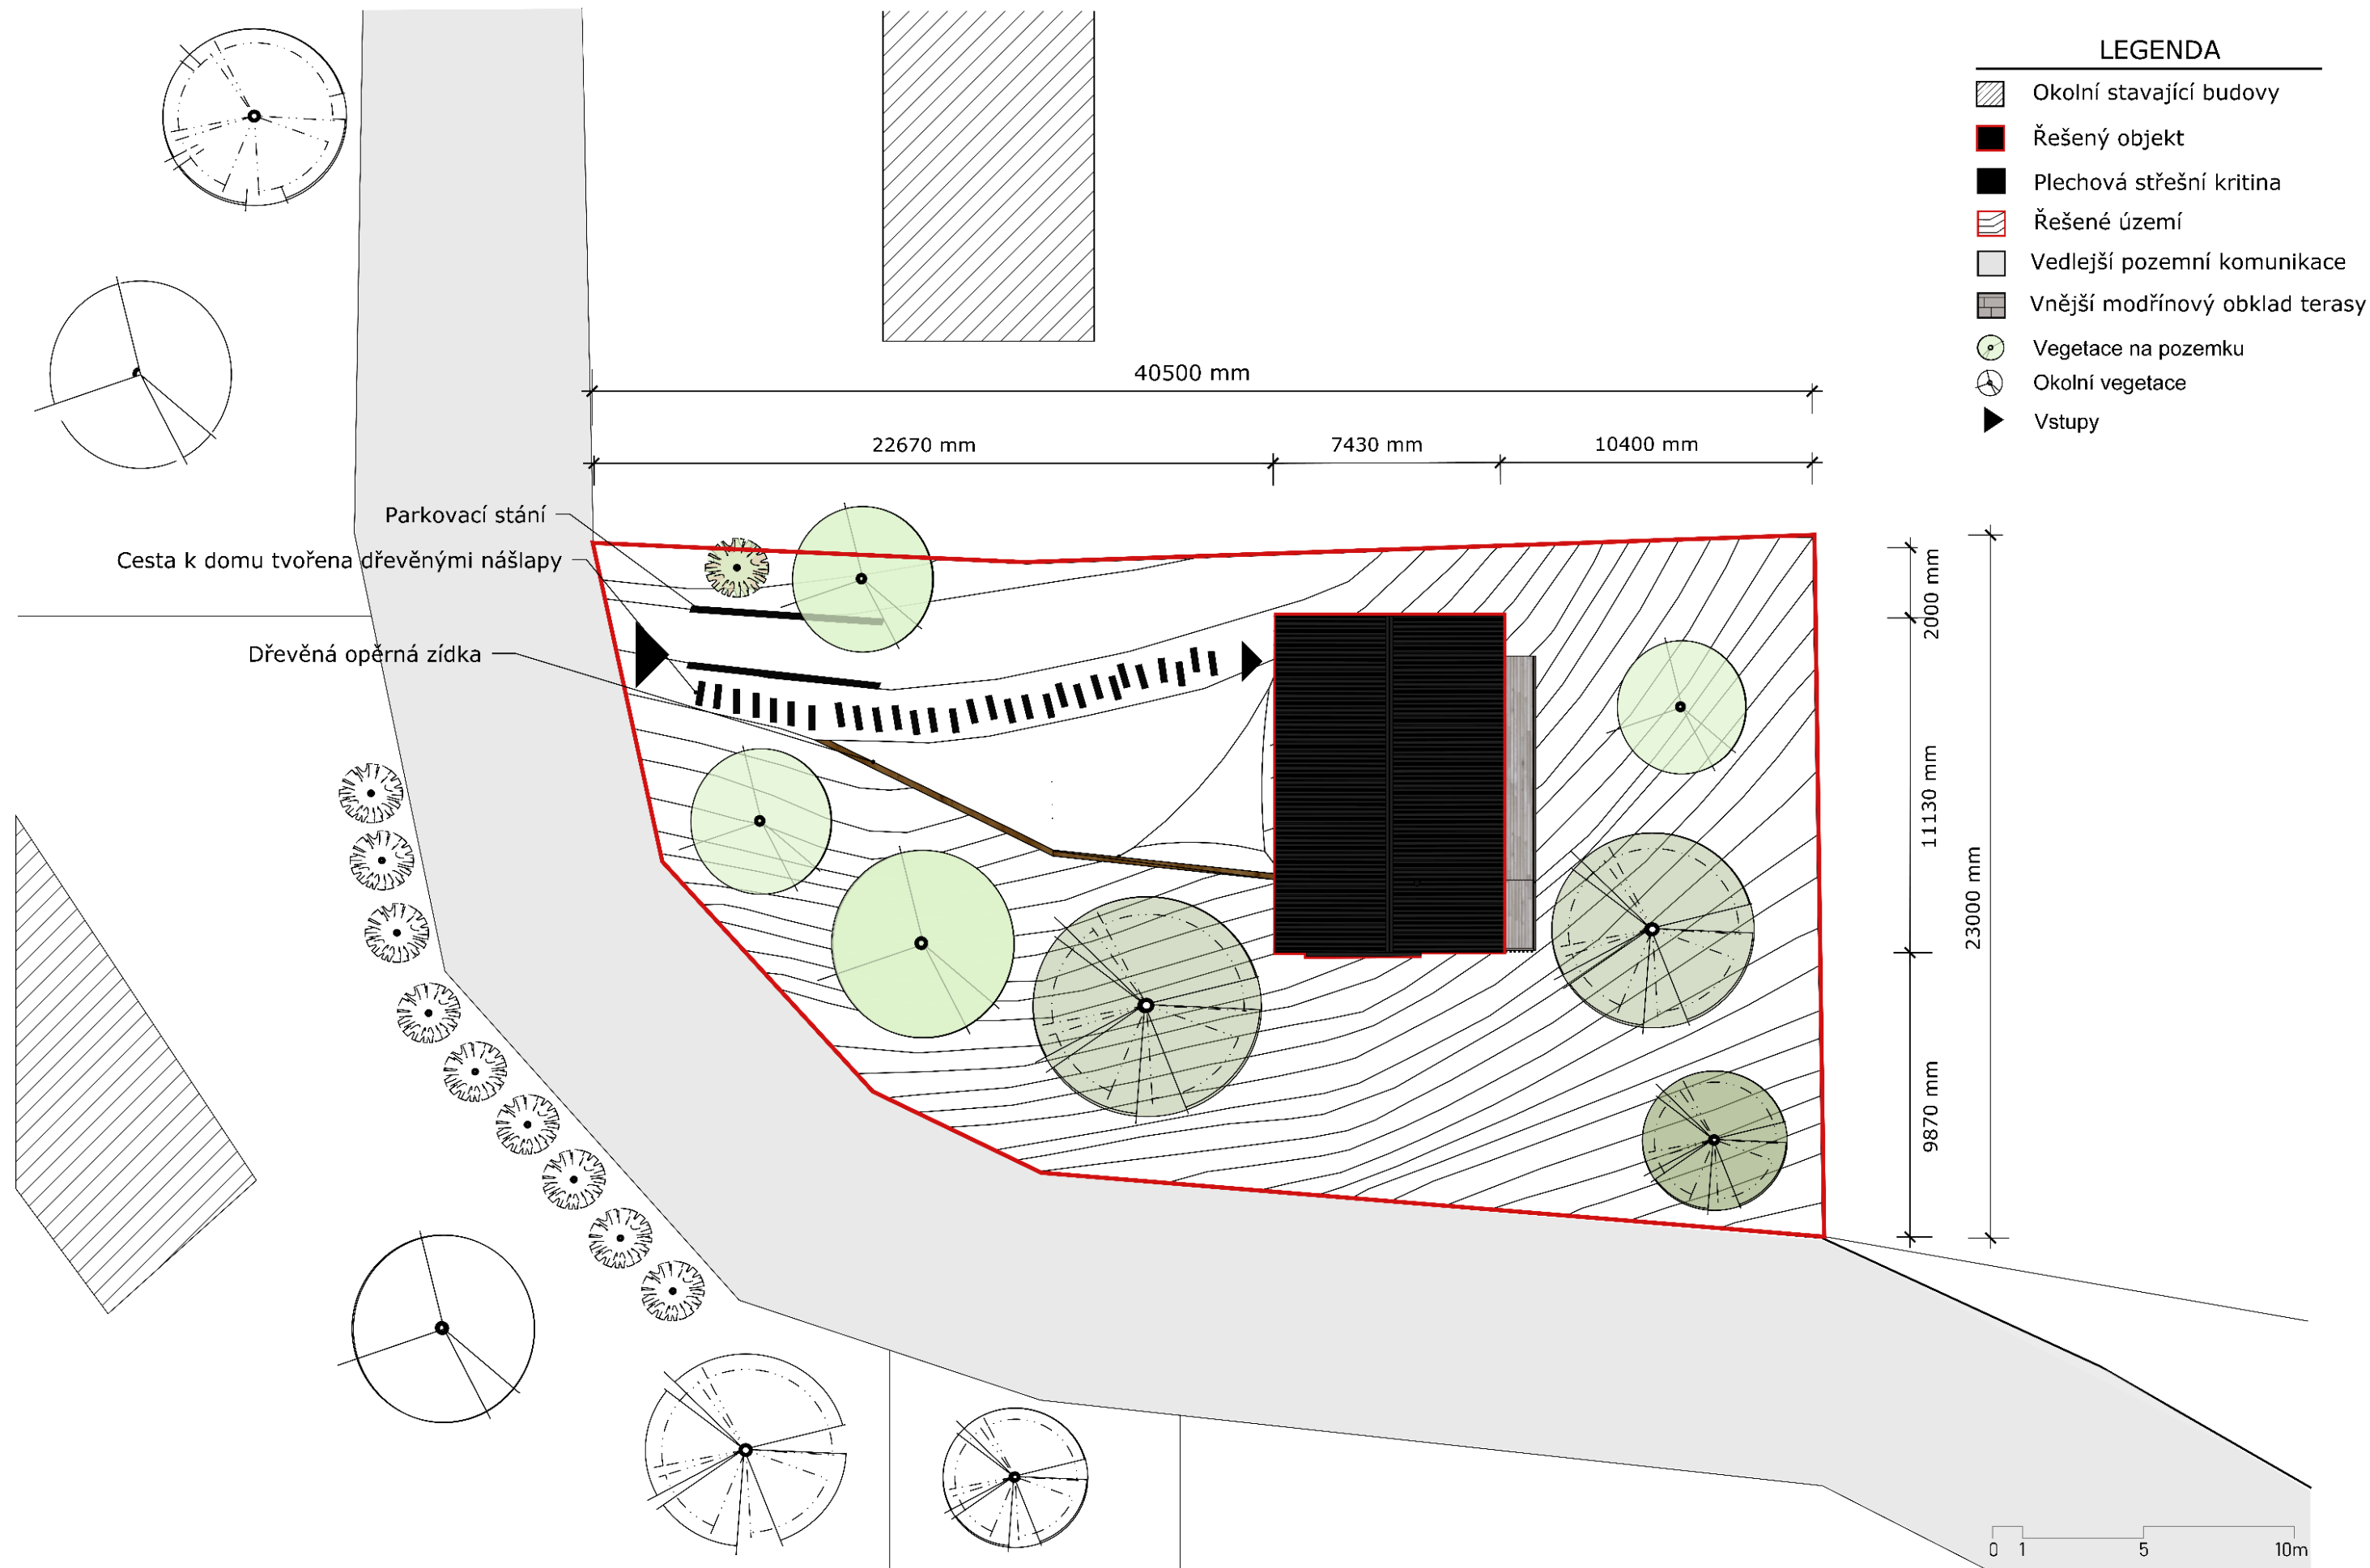 LEGENDA
Okolní stavající budovy
Řešený objekt
Plechová střešní kritina
Řešené území
Vedlejší pozemní komunikace
Vnější modřínový obklad terasy
Vegetace na pozemku
Okolní vegetace
Vstupy
40500 mm
22670 mm
7430 mm
10400 mm
Parkovací stání
Cesta k domu tvořena dřevěnými nášlapy
Dřevěná opěrná zídka
2000 mm
11130 mm
23000 mm
9870 mm
0 1 5 10m